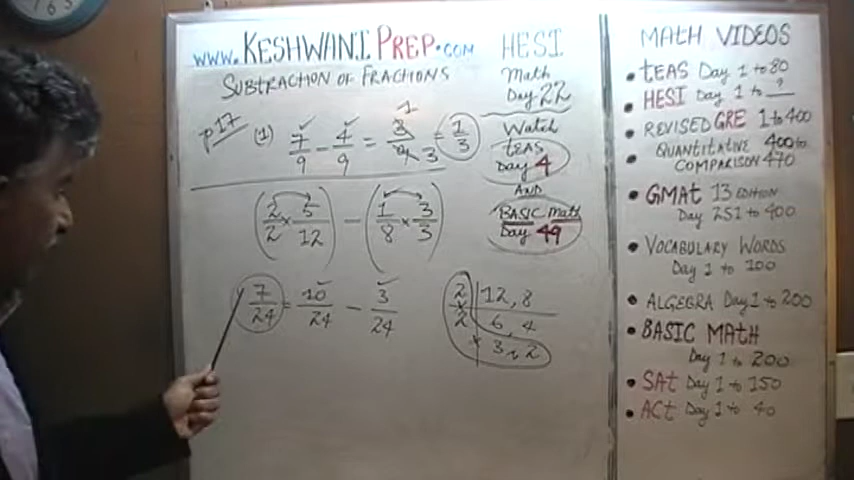 www.KESHWANI PREP.com
SUBTRACTION OF FRACTIONS
p17
(1) 7/9 - 4/9 = 3/9 = 1/3
1
3
(2/2 × 5/12) - (1/8 × 3/3)
7/24 = 10/24 - 3/24
2 | 12, 8
2 | 6, 4
× 3, 2
HESI
Math
Day 22
Watch
TEAS
Day 4
AND
BASIC Math
Day 49
MATH VIDEOS
• TEAS Day 1 to 80
• HESI Day 1 to ?
• REVISED GRE 1 to 400
• QUANTITATIVE 400 to
COMPARISON 470
• GMAT 13 EDITION
Day 251 to 400
• VOCABULARY WORDS
Day 1 to 100
• ALGEBRA Day 1 to 200
• BASIC MATH
Day 1 to 200
• SAt Day 1 to 150
• ACt Day 1 to 40